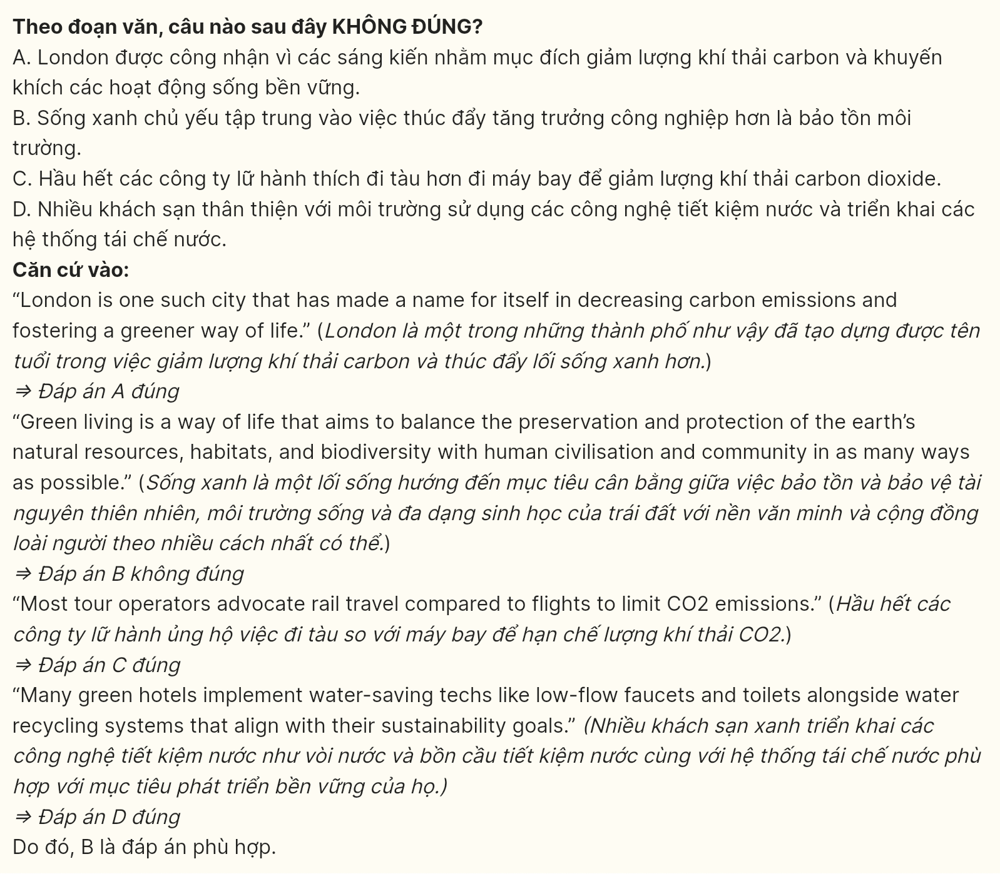 Theo đoạn văn, câu nào sau đây KHÔNG ĐÚNG?
A. London được công nhận vì các sáng kiến nhằm mục đích giảm lượng khí thải carbon và khuyến
khích các hoạt động sống bền vững.
B. Sống xanh chủ yếu tập trung vào việc thúc đẩy tăng trưởng công nghiệp hơn là bảo tồn môi
trường.
C. Hầu hết các công ty lữ hành thích đi tàu hơn đi máy bay để giảm lượng khí thải carbon dioxide.
D. Nhiều khách sạn thân thiện với môi trường sử dụng các công nghệ tiết kiệm nước và triển khai các
hệ thống tái chế nước.
Căn cứ vào:
“London is one such city that has made a name for itself in decreasing carbon emissions and
fostering a greener way of life.” (London là một trong những thành phố như vậy đã tạo dựng được tên
tuổi trong việc giảm lượng khí thải carbon và thúc đẩy lối sống xanh hơn.)
⇒ Đáp án A đúng
“Green living is a way of life that aims to balance the preservation and protection of the earth’s
natural resources, habitats, and biodiversity with human civilisation and community in as many ways
as possible.” (Sống xanh là một lối sống hướng đến mục tiêu cân bằng giữa việc bảo tồn và bảo vệ tài
nguyên thiên nhiên, môi trường sống và đa dạng sinh học của trái đất với nền văn minh và cộng đồng
loài người theo nhiều cách nhất có thể.)
⇒ Đáp án B không đúng
“Most tour operators advocate rail travel compared to flights to limit CO2 emissions.” (Hầu hết các
công ty lữ hành ủng hộ việc đi tàu so với máy bay để hạn chế lượng khí thải CO2.)
⇒ Đáp án C đúng
“Many green hotels implement water-saving techs like low-flow faucets and toilets alongside water
recycling systems that align with their sustainability goals.” (Nhiều khách sạn xanh triển khai các
công nghệ tiết kiệm nước như vòi nước và bồn cầu tiết kiệm nước cùng với hệ thống tái chế nước phù
hợp với mục tiêu phát triển bền vững của họ.)
⇒ Đáp án D đúng
Do đó, B là đáp án phù hợp.